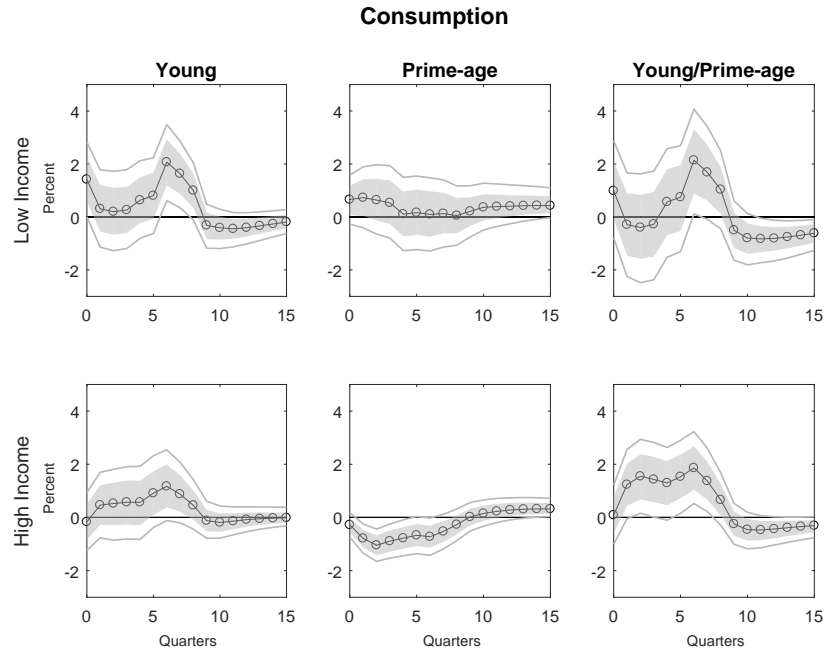 Consumption
Young Prime-age Young/Prime-age
Low Income
Percent
4 4 4
2 2 2
0 0 0
-2 -2 -2
0 5 10 15 0 5 10 15 0 5 10 15
High Income
Percent
4 4 4
2 2 2
0 0 0
-2 -2 -2
0 5 10 15 0 5 10 15 0 5 10 15
Quarters Quarters Quarters